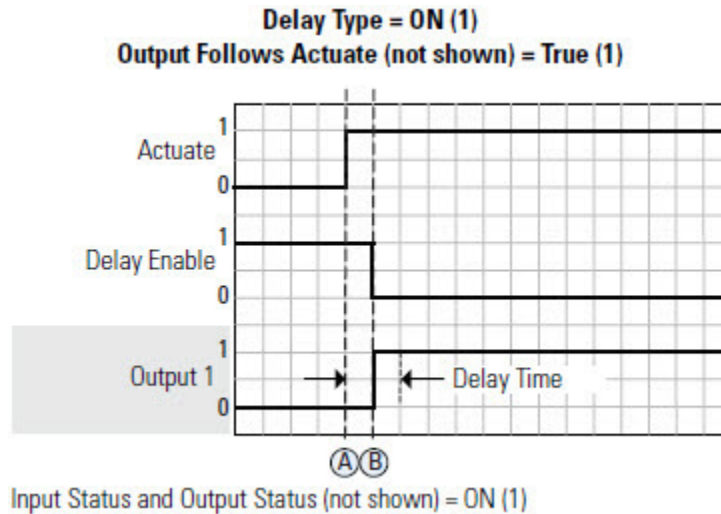 Delay Type = ON (1)
Output Follows Actuate (not shown) = True (1)
1
Actuate
0
1
Delay Enable
0
1
Output 1
Delay Time
0
A B
Input Status and Output Status (not shown) = ON (1)